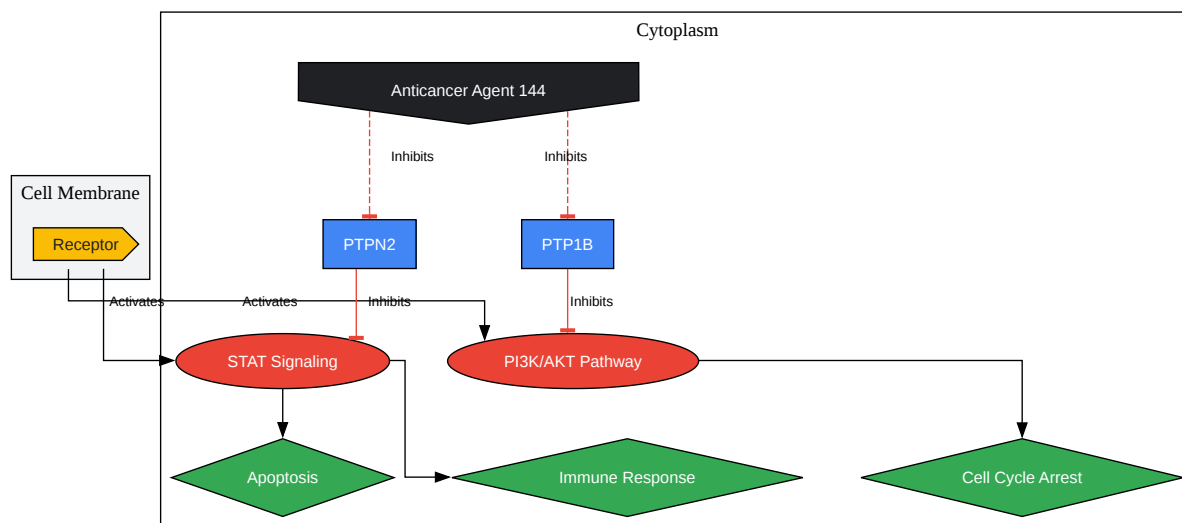 Cytoplasm
Anticancer Agent 144
Inhibits
Inhibits
Cell Membrane
Receptor
PTPN2
PTP1B
Activates
Activates
Inhibits
Inhibits
STAT Signaling
PI3K/AKT Pathway
Apoptosis
Immune Response
Cell Cycle Arrest